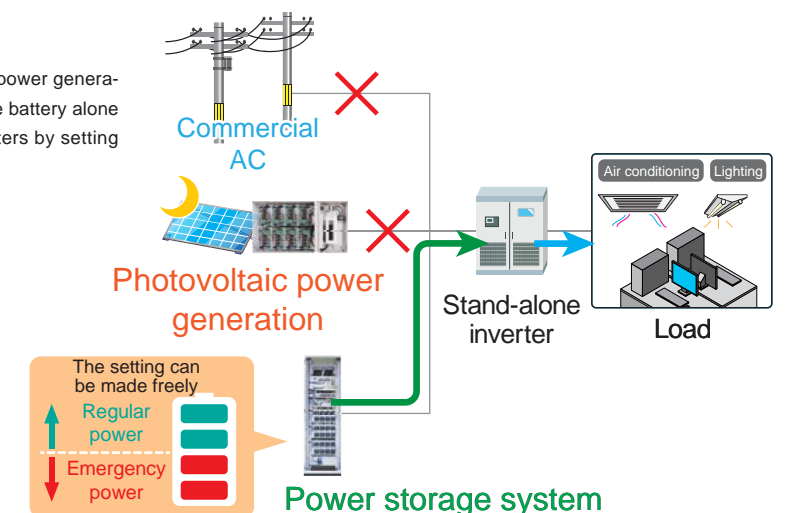 power genera-
battery alone
ters by setting
Commercial
AC
Air conditioning
Lighting
Photovoltaic power
generation
Stand-alone
inverter
Load
The setting can
be made freely
Regular
power
Emergency
power
Power storage system